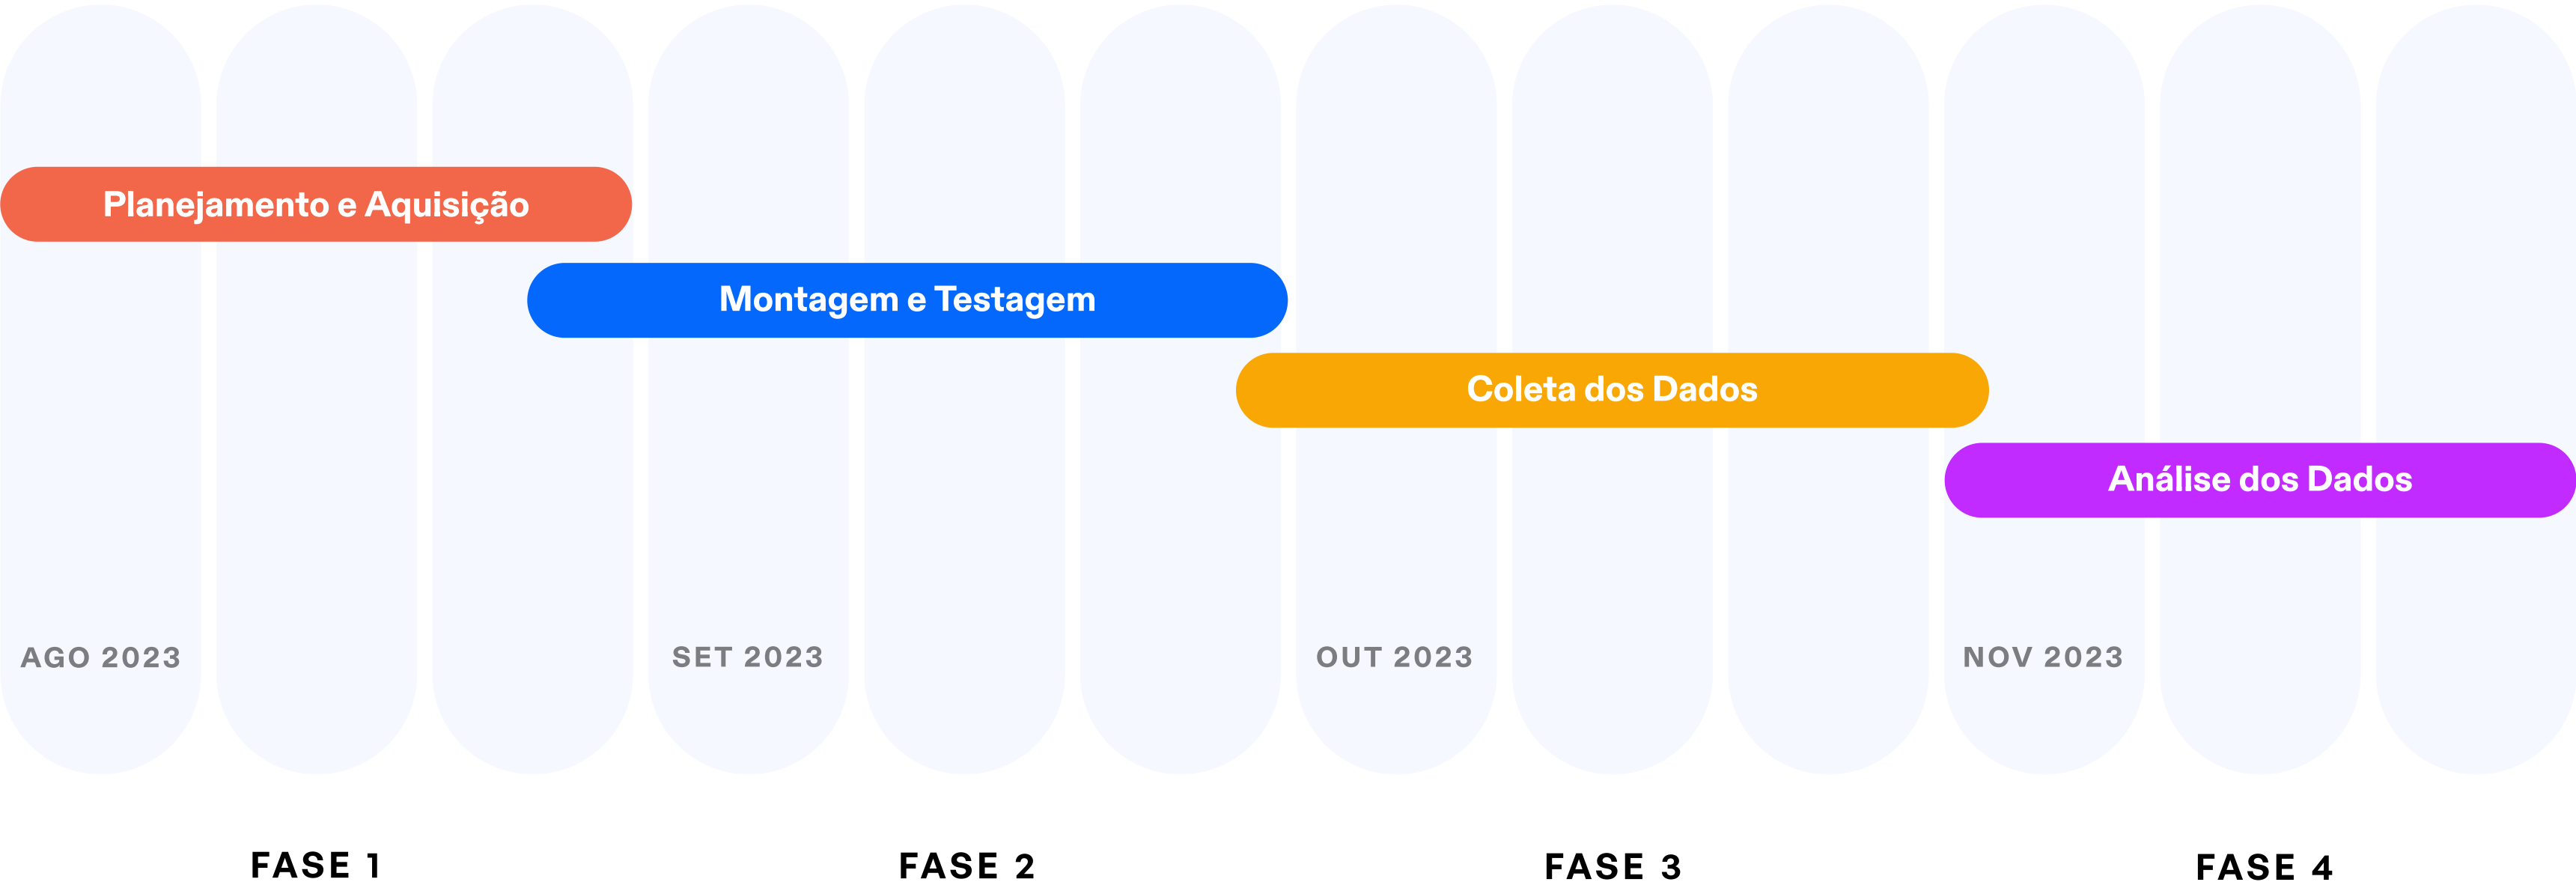 Planejamento e Aquisição
Montagem e Testagem
Coleta dos Dados
Análise dos Dados
AGO 2023
SET 2023
OUT 2023
NOV 2023
FASE 1
FASE 2
FASE 3
FASE 4